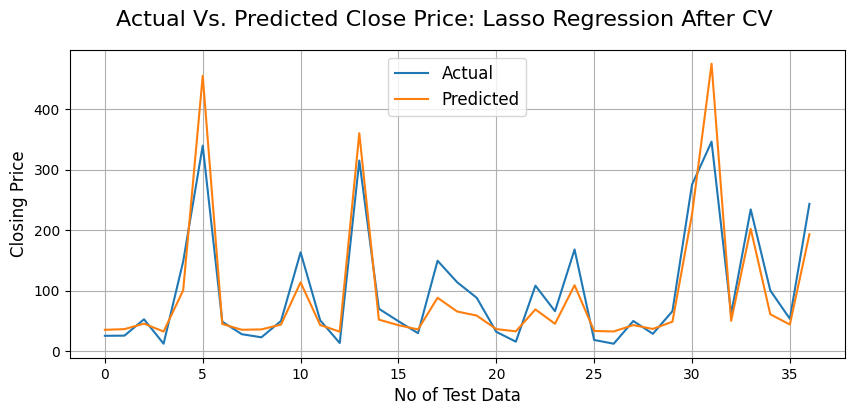 Actual Vs. Predicted Close Price: Lasso Regression After CV
Actual
Predicted
Closing Price
400
300
200
100
0
0 5 10 15 20 25 30 35
No of Test Data